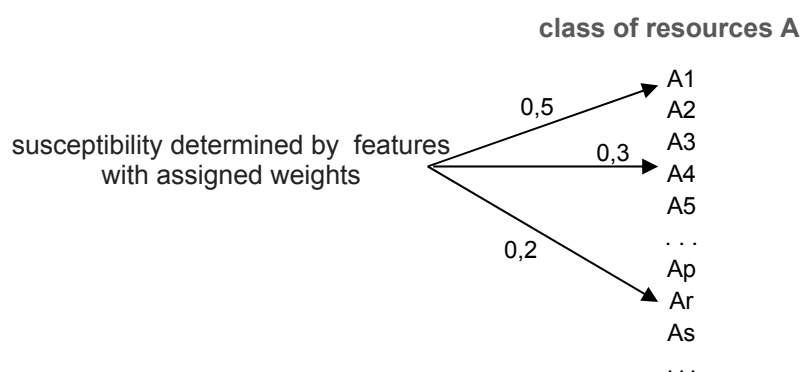 class of resources A
A1
0,5
A2
A3
susceptibility determined by features
0,3
with assigned weights
A4
A5
. . .
0,2
Ap
Ar
As
. . .